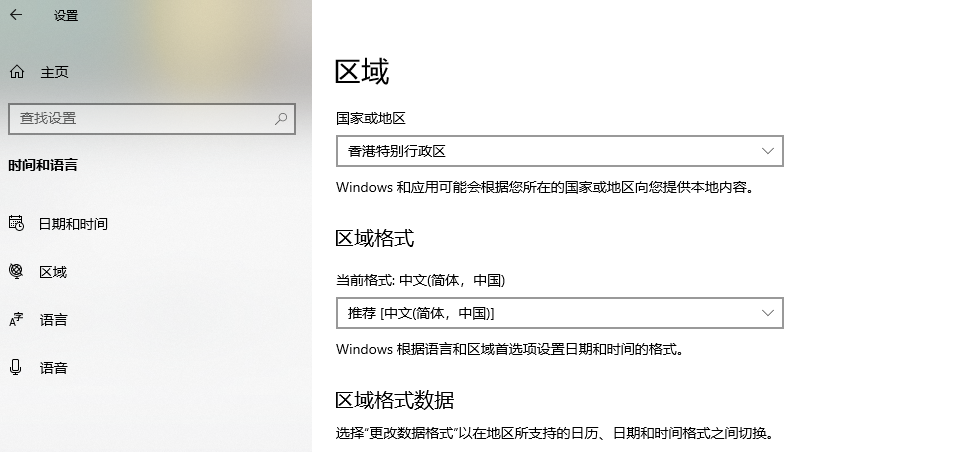 设置
主页
查找设置
时间和语言
日期和时间
区域
语言
语音
区域
国家或地区
香港特别行政区
Windows 和应用可能会根据您所在的国家或地区向您提供本地内容。
区域格式
当前格式: 中文(简体，中国)
推荐 [中文(简体，中国)]
Windows 根据语言和区域首选项设置日期和时间的格式。
区域格式数据
选择"更改数据格式"以在地区所支持的日历、日期和时间格式之间切换。